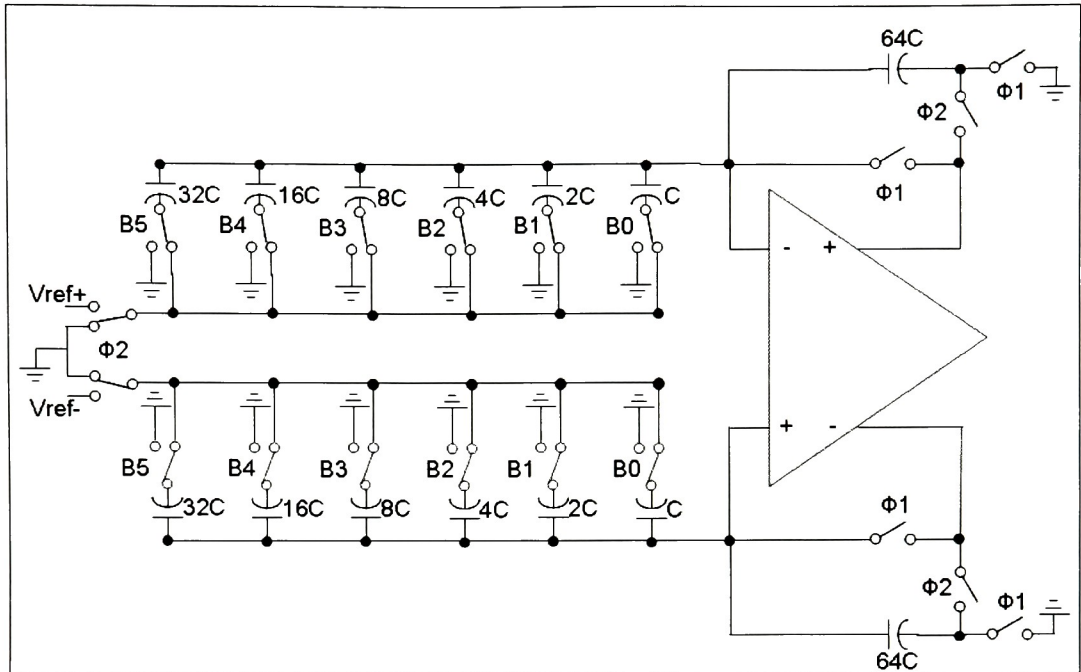 64C
Φ1
Φ2
Φ1
32C 16C 8C 4C 2C C
B5 B4 B3 B2 B1 B0
- +
Vref+
Φ2
Vref-
+ -
B5 B4 B3 B2 B1 B0
32C 16C 8C 4C 2C C
Φ1
Φ2 Φ1
64C